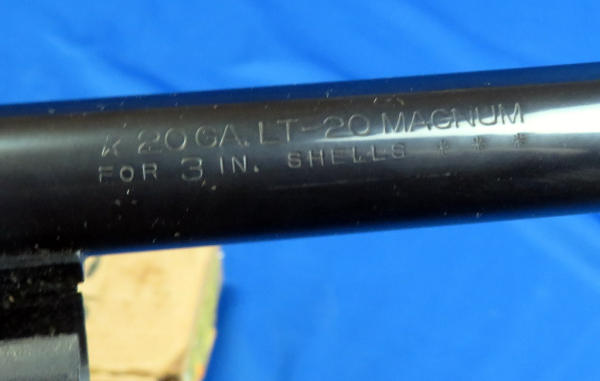 K 20 GA. LT-20 MAGNUM
FOR 3 IN. SHELLS * * *